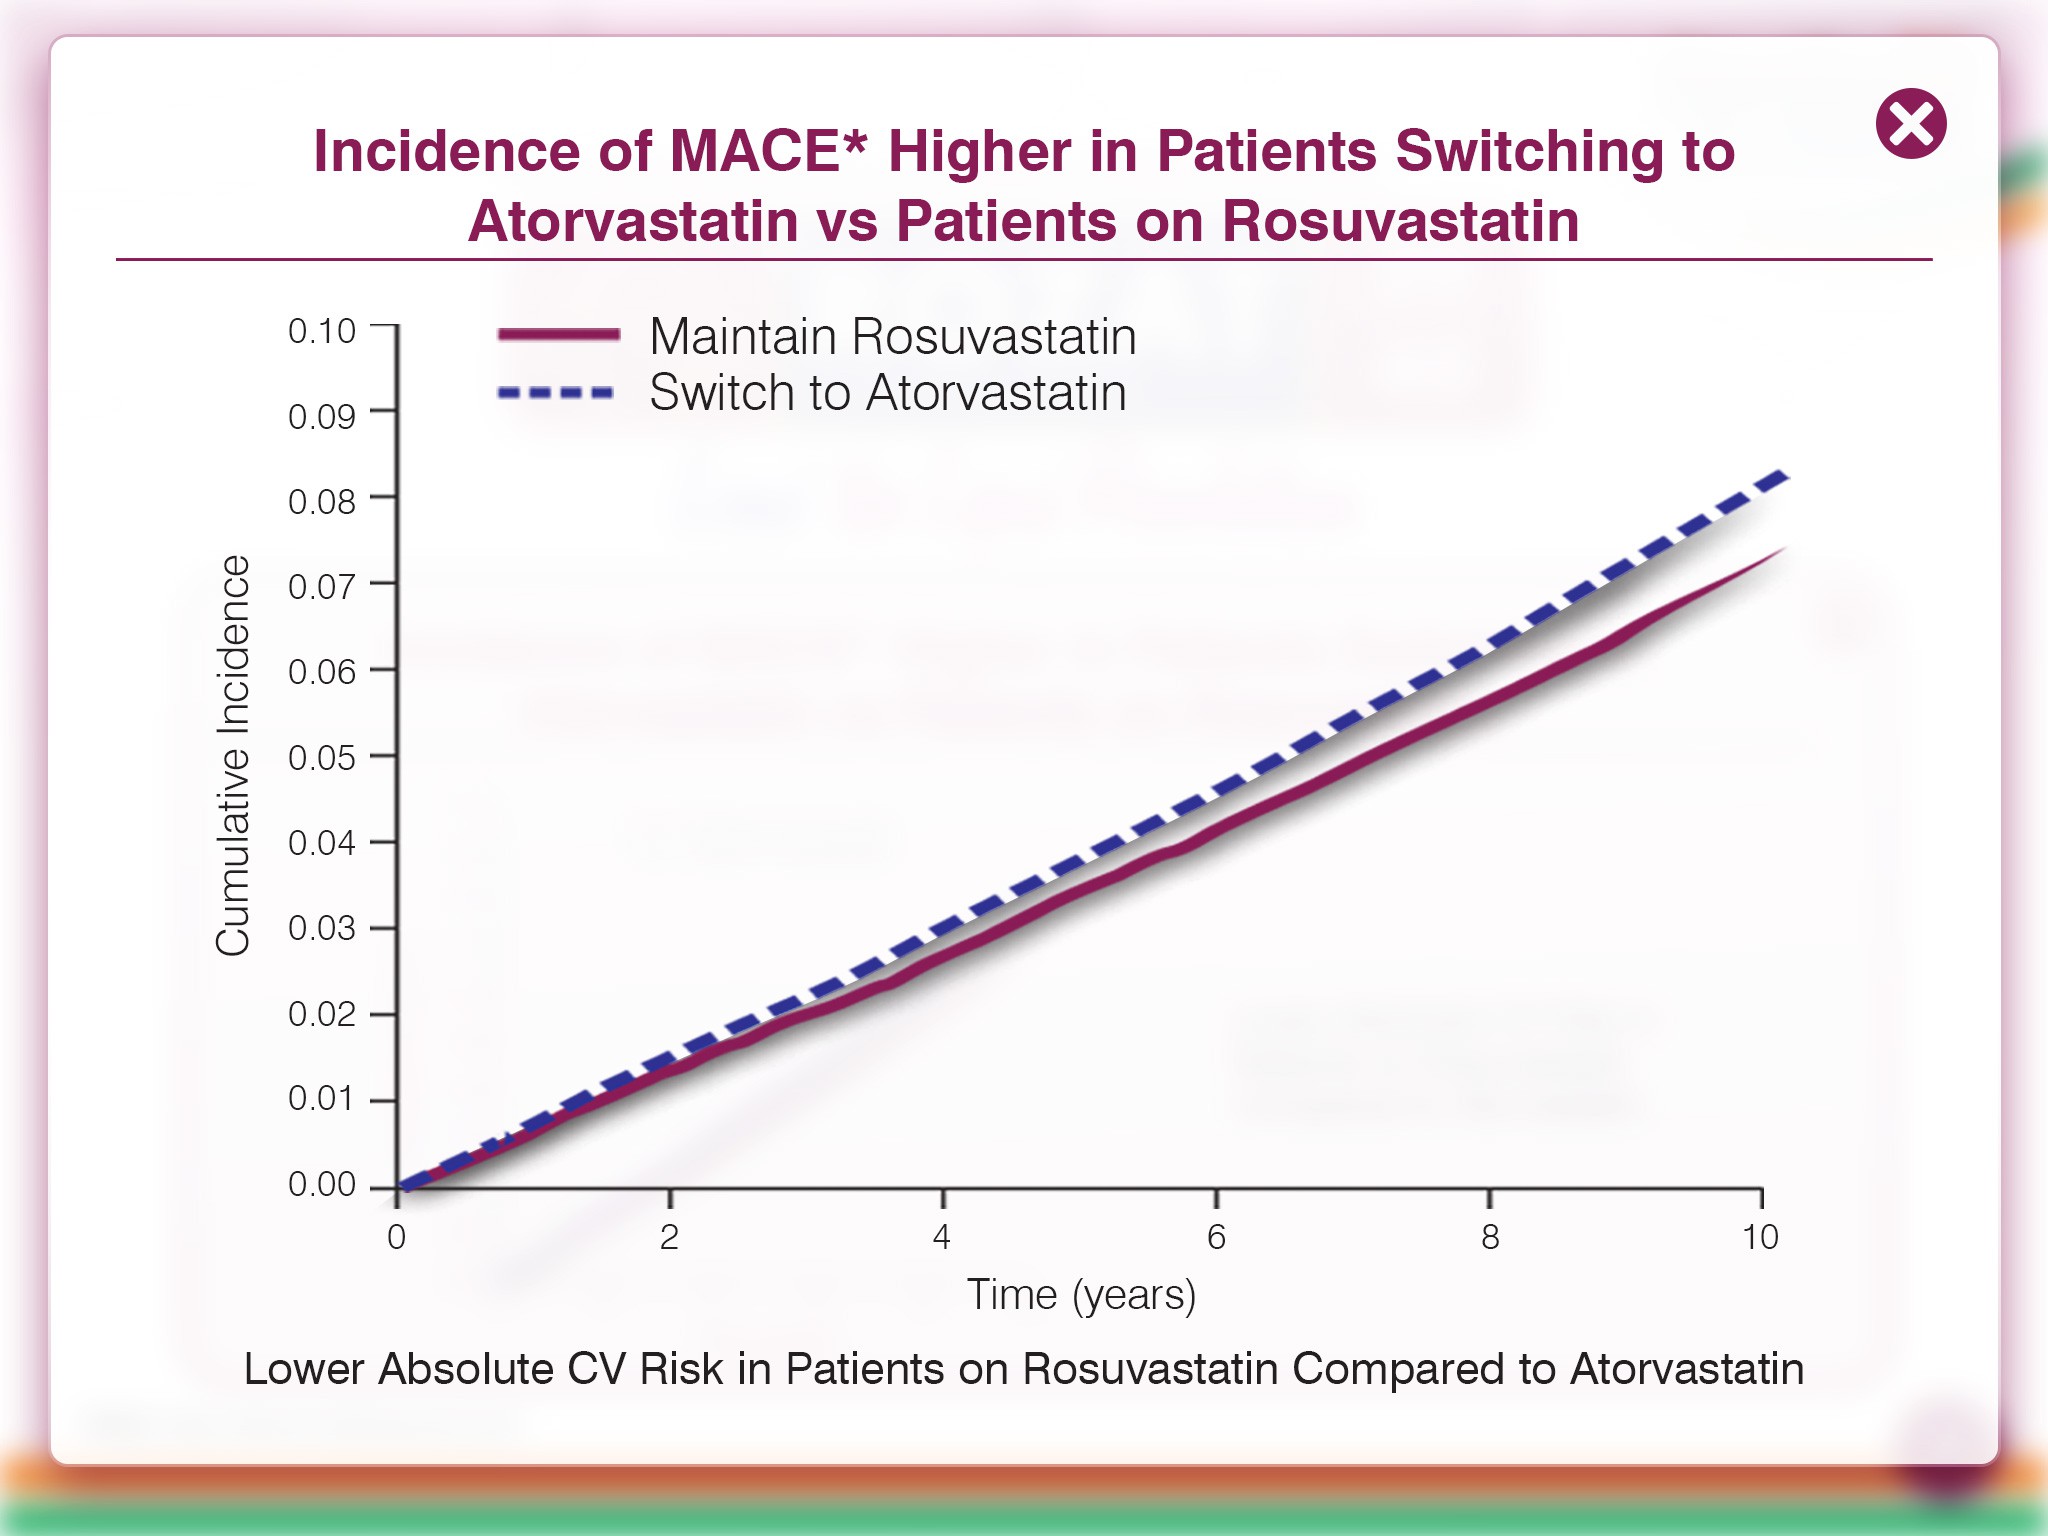 Incidence of MACE* Higher in Patients Switching to
Atorvastatin vs Patients on Rosuvastatin
Maintain Rosuvastatin
Switch to Atorvastatin
Cumulative Incidence
0.10
0.09
0.08
0.07
0.06
0.05
0.04
0.03
0.02
0.01
0.00
0 2 4 6 8 10
Time (years)
Lower Absolute CV Risk in Patients on Rosuvastatin Compared to Atorvastatin